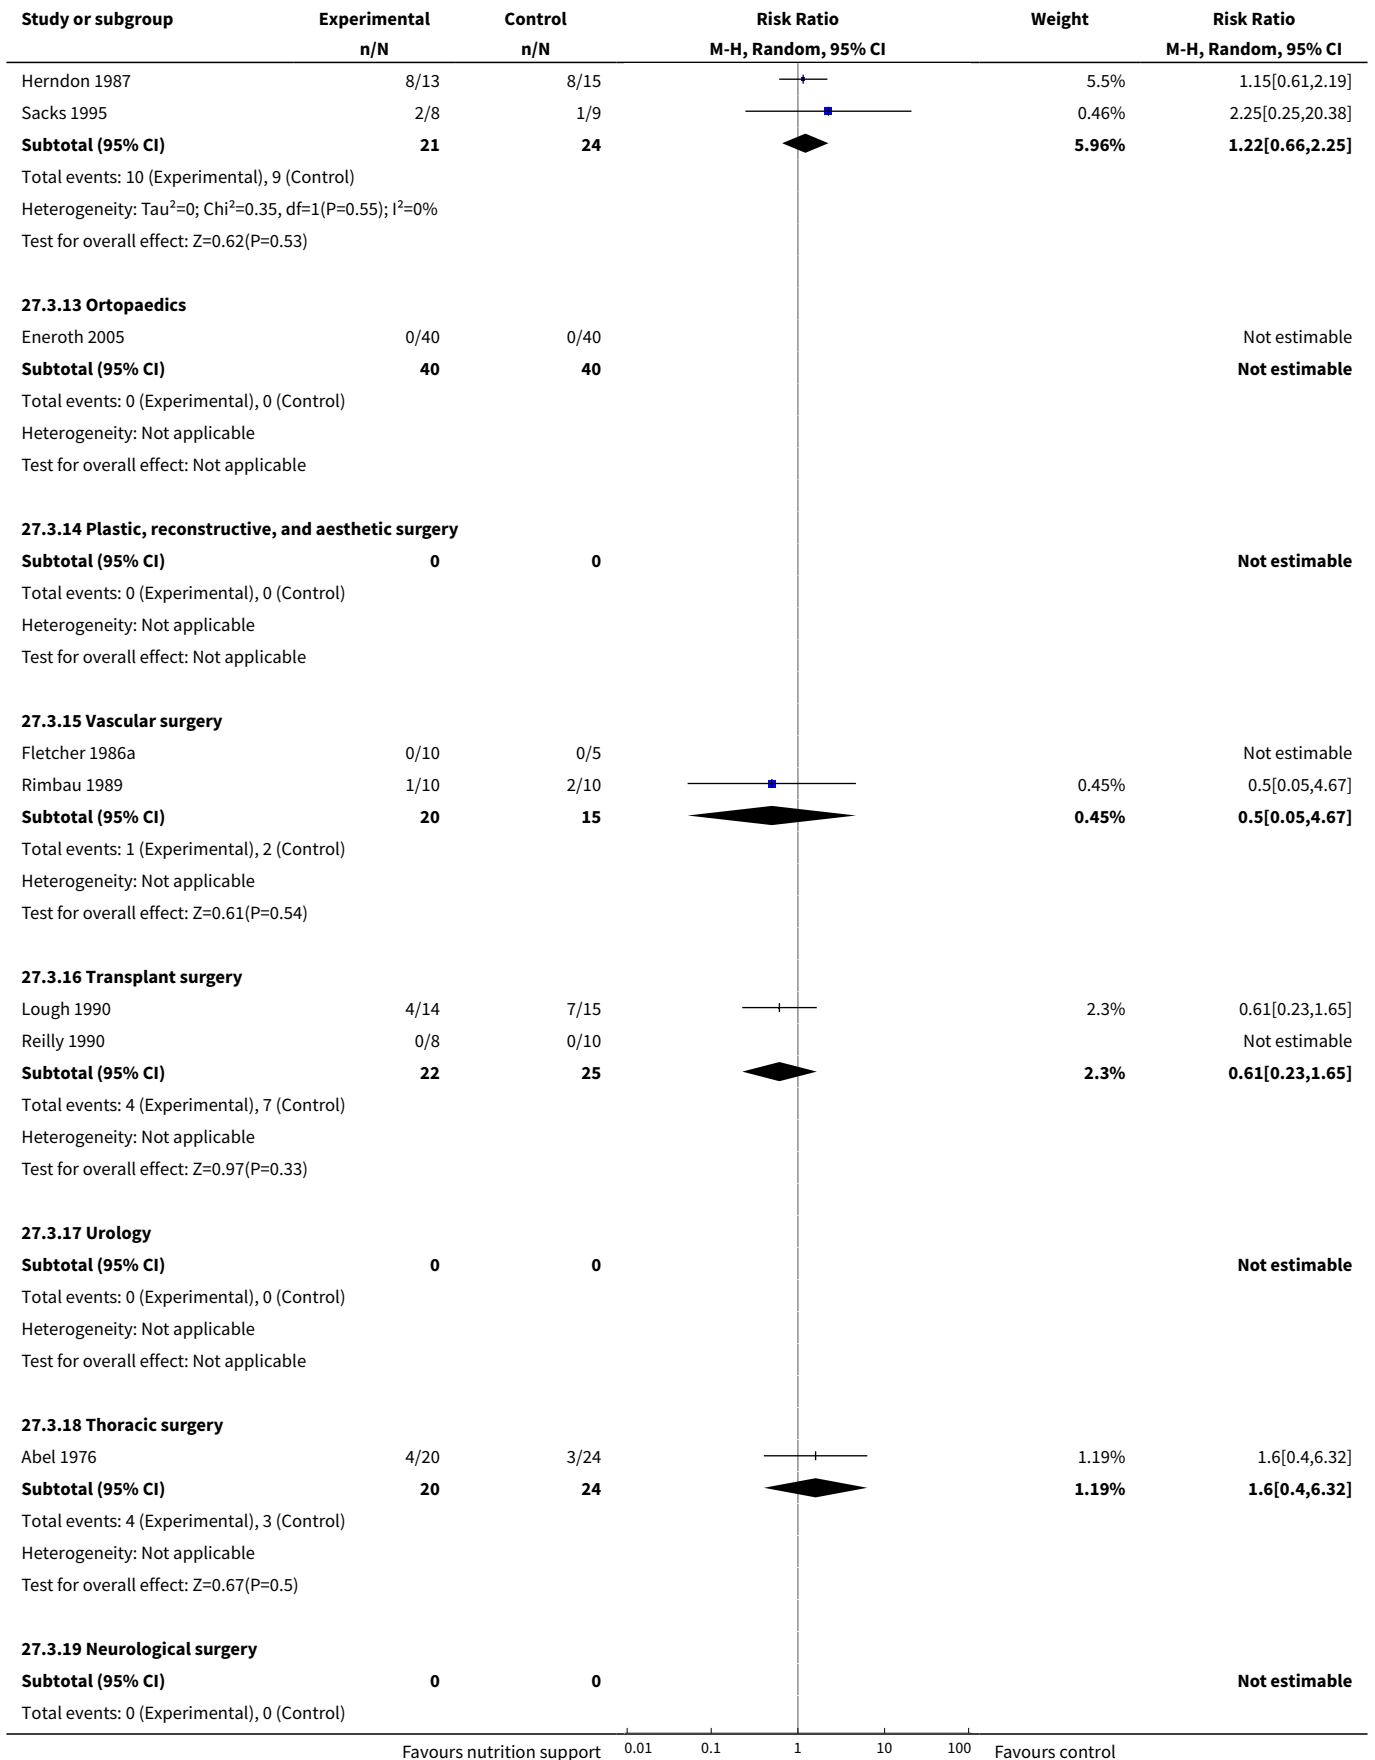 Study or subgroup Experimental Control Risk Ratio Weight Risk Ratio
n/N n/N M-H, Random, 95% CI M-H, Random, 95% CI
Herndon 1987 8/13 8/15 5.5% 1.15[0.61,2.19]
Sacks 1995 2/8 1/9 0.46% 2.25[0.25,20.38]
Subtotal (95% CI) 21 24 5.96% 1.22[0.66,2.25]
Total events: 10 (Experimental), 9 (Control)
Heterogeneity: Tau²=0; Chi²=0.35, df=1(P=0.55); I²=0%
Test for overall effect: Z=0.62(P=0.53)
27.3.13 Ortopaedics
Eneroth 2005 0/40 0/40 Not estimable
Subtotal (95% CI) 40 40 Not estimable
Total events: 0 (Experimental), 0 (Control)
Heterogeneity: Not applicable
Test for overall effect: Not applicable
27.3.14 Plastic, reconstructive, and aesthetic surgery
Subtotal (95% CI) 0 0 Not estimable
Total events: 0 (Experimental), 0 (Control)
Heterogeneity: Not applicable
Test for overall effect: Not applicable
27.3.15 Vascular surgery
Fletcher 1986a 0/10 0/5 Not estimable
Rimbau 1989 1/10 2/10 0.45% 0.5[0.05,4.67]
Subtotal (95% CI) 20 15 0.45% 0.5[0.05,4.67]
Total events: 1 (Experimental), 2 (Control)
Heterogeneity: Not applicable
Test for overall effect: Z=0.61(P=0.54)
27.3.16 Transplant surgery
Lough 1990 4/14 7/15 2.3% 0.61[0.23,1.65]
Reilly 1990 0/8 0/10 Not estimable
Subtotal (95% CI) 22 25 2.3% 0.61[0.23,1.65]
Total events: 4 (Experimental), 7 (Control)
Heterogeneity: Not applicable
Test for overall effect: Z=0.97(P=0.33)
27.3.17 Urology
Subtotal (95% CI) 0 0 Not estimable
Total events: 0 (Experimental), 0 (Control)
Heterogeneity: Not applicable
Test for overall effect: Not applicable
27.3.18 Thoracic surgery
Abel 1976 4/20 3/24 1.19% 1.6[0.4,6.32]
Subtotal (95% CI) 20 24 1.19% 1.6[0.4,6.32]
Total events: 4 (Experimental), 3 (Control)
Heterogeneity: Not applicable
Test for overall effect: Z=0.67(P=0.5)
27.3.19 Neurological surgery
Subtotal (95% CI) 0 0 Not estimable
Total events: 0 (Experimental), 0 (Control)
Favours nutrition support 0.01 0.1 1 10 100 Favours control